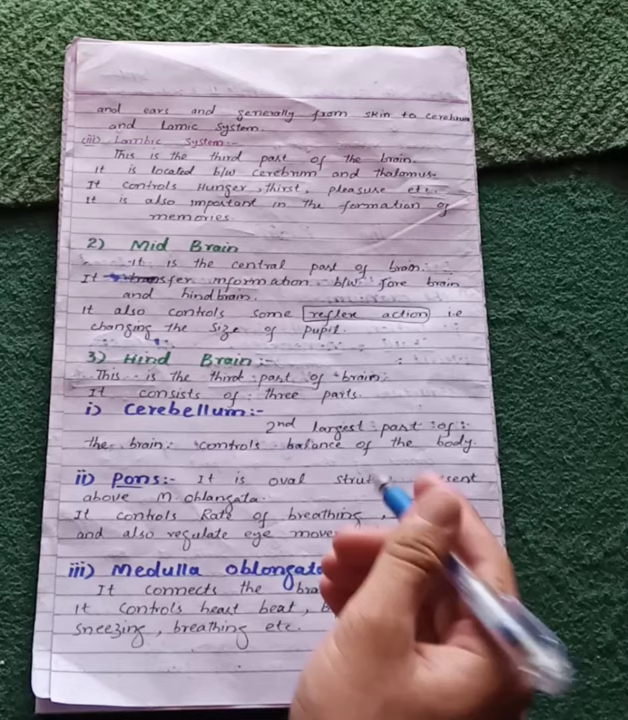 and ears and generally from skin to cerebrum
and Lamic System.
(iii) Lambic System:-
This is the third part of the brain.
it is located b/w cerebrum and thalamus.
It controls Hunger, thirst, pleasure etc.
It is also important in the formation of
memories.
2) Mid Brain
It is the central part of brain.
It transfer information b/w fore brain
and hindbrain.
It also controls some reflex action i.e
changing the size of pupil.
3) Hind Brain:-
This is the third part of brain.
It consists of three parts.
i) Cerebellum:-
2nd largest part of
the brain. controls balance of the body.
ii) Pons:- It is oval
above M oblangata.
It controls Rate of breathing,
and also regulate eye
iii) Medulla oblongata
It connects the
It controls heart beat,
sneezing, breathing etc.